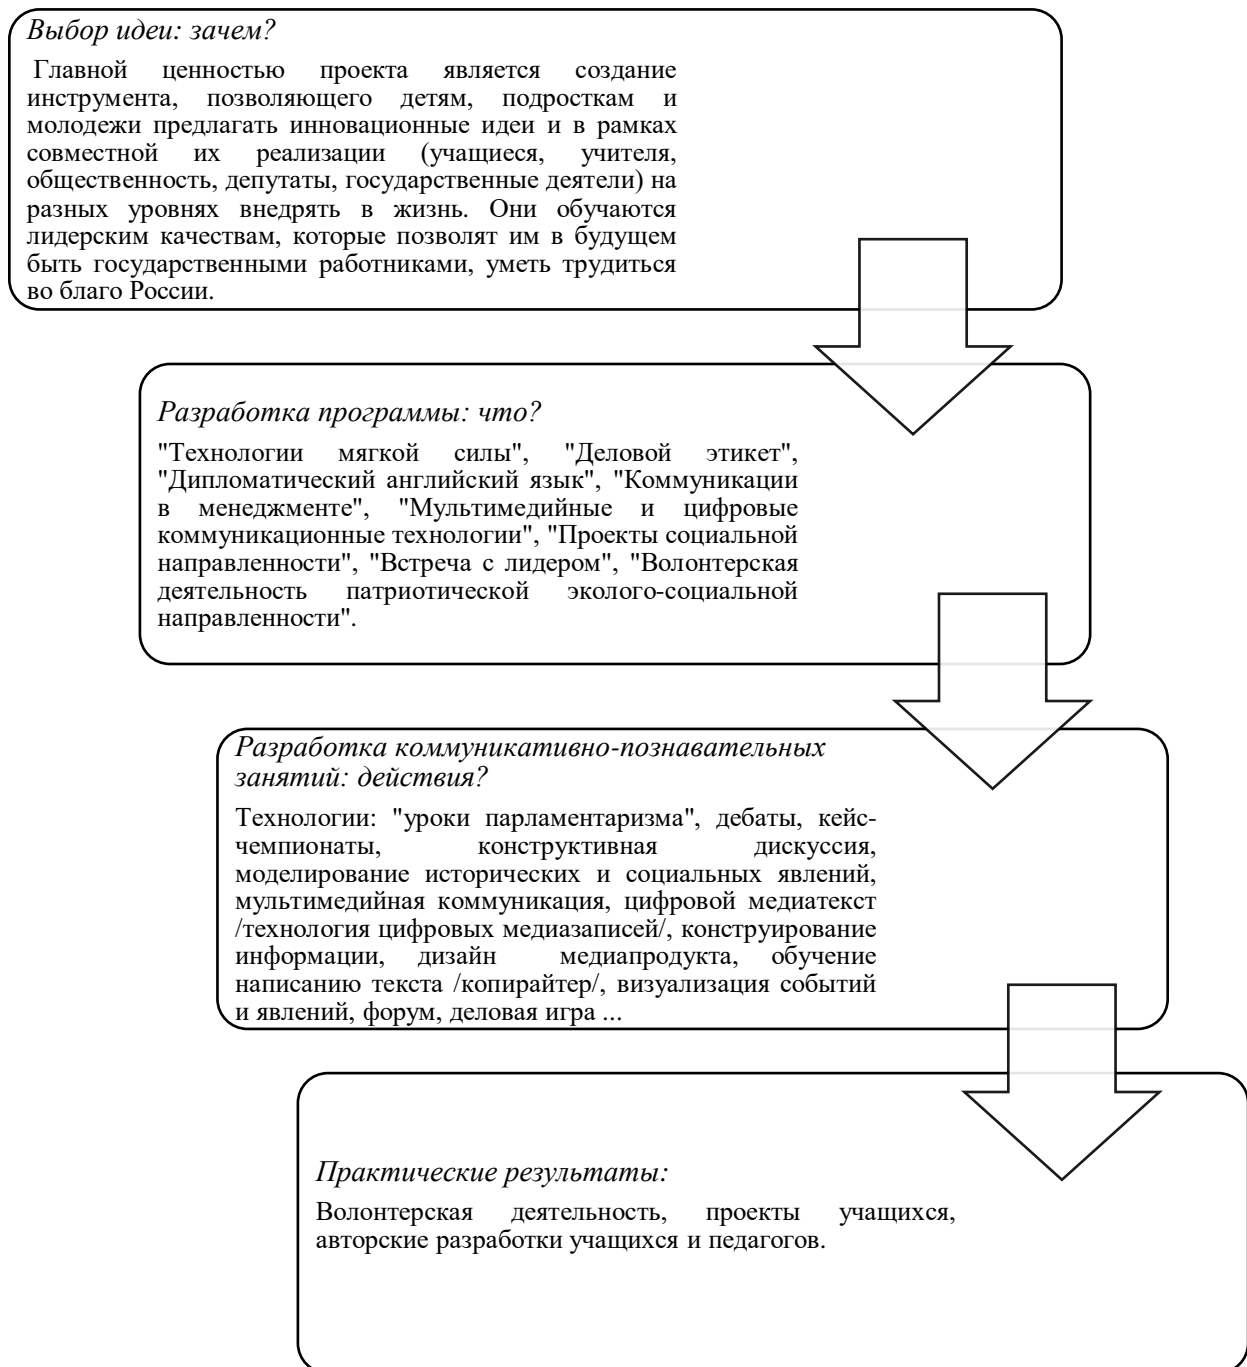 Выбор идеи: зачем?
Главной ценностью проекта является создание
инструмента, позволяющего детям, подросткам и
молодежи предлагать инновационные идеи и в рамках
совместной их реализации (учащиеся, учителя,
общественность, депутаты, государственные деятели) на
разных уровнях внедрять в жизнь. Они обучаются
лидерским качествам, которые позволят им в будущем
быть государственными работниками, уметь трудиться
во благо России.
Разработка программы: что?
"Технологии мягкой силы", "Деловой этикет",
"Дипломатический английский язык", "Коммуникации
в менеджменте", "Мультимедийные и цифровые
коммуникационные технологии", "Проекты социальной
направленности", "Встреча с лидером", "Волонтерская
деятельность патриотической эколого-социальной
направленности".
Разработка коммуникативно-познавательных
занятий: действия?
Технологии: "уроки парламентаризма", дебаты, кейс-
чемпионаты, конструктивная дискуссия,
моделирование исторических и социальных явлений,
мультимедийная коммуникация, цифровой медиатекст
/технология цифровых медиазаписей/, конструирование
информации, дизайн медиапродукта, обучение
написанию текста /копирайтер/, визуализация событий
и явлений, форум, деловая игра ...
Практические результаты:
Волонтерская деятельность, проекты учащихся,
авторские разработки учащихся и педагогов.